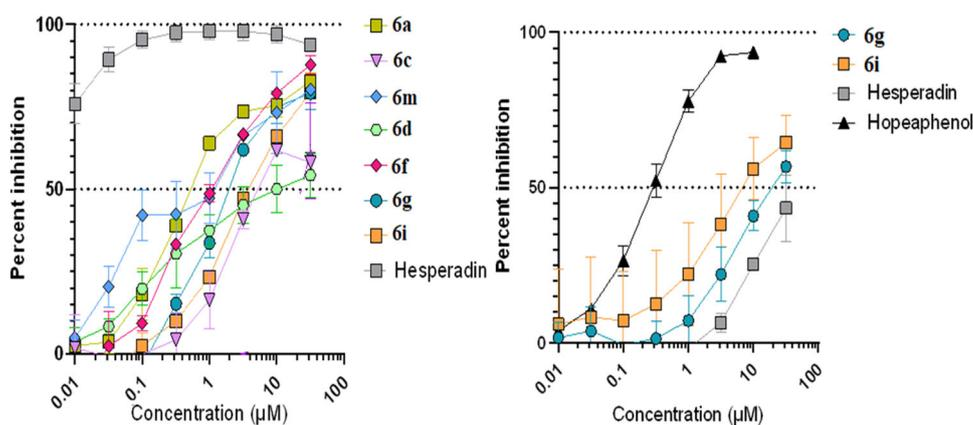 Percent inhibition
100
50
0
0.01
0.1
1
10
100
Concentration (µM)
6a
6c
6m
6d
6f
6g
6i
Hesperadin
Percent inhibition
100
50
0
0.01
0.1
1
10
100
Concentration (µM)
6g
6i
Hesperadin
Hopeaphenol